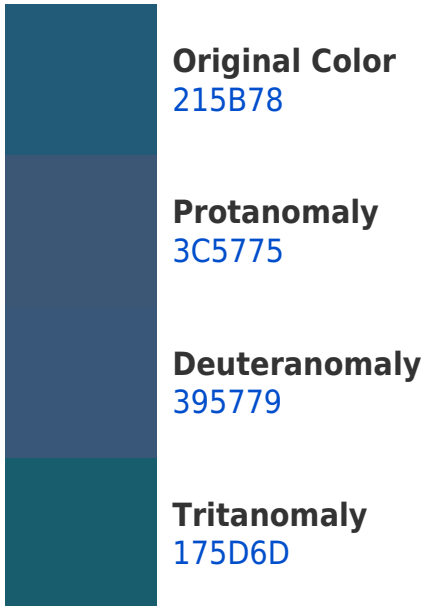 Original Color
215B78
Protanomaly
3C5775
Deuteranomaly
395779
Tritanomaly
175D6D